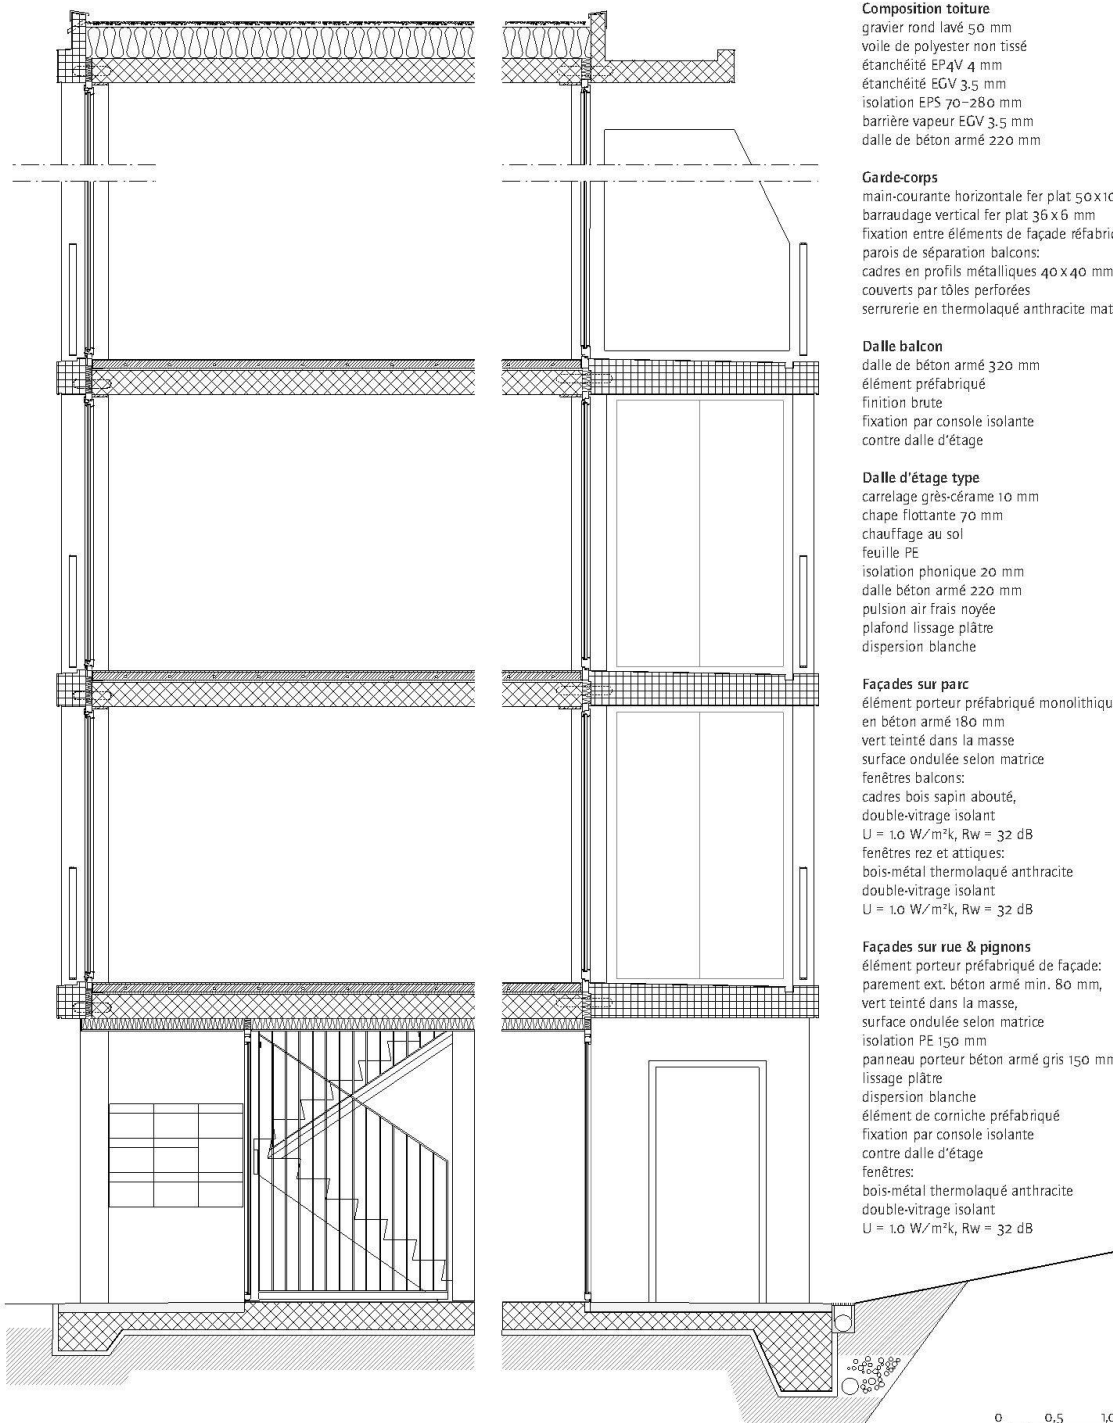 Composition toiture
gravier rond lavé 50 mm
voile de polyester non tissé
étanchéité EP4V 4 mm
étanchéité EGV 3.5 mm
isolation EPS 70–280 mm
barrière vapeur EGV 3.5 mm
dalle de béton armé 220 mm
Garde-corps
main-courante horizontale fer plat 50 x 10
barraudage vertical fer plat 36 x 6 mm
fixation entre éléments de façade réfabriq
parois de séparation balcons:
cadres en profils métalliques 40 x 40 mm
couverts par tôles perforées
serrurerie en thermolaqué anthracite mat
Dalle balcon
dalle de béton armé 320 mm
élément préfabriqué
finition brute
fixation par console isolante
contre dalle d'étage
Dalle d'étage type
carrelage grès-cérame 10 mm
chape flottante 70 mm
chauffage au sol
feuille PE
isolation phonique 20 mm
dalle béton armé 220 mm
pulsion air frais noyée
plafond lissage plâtre
dispersion blanche
Façades sur parc
élément porteur préfabriqué monolithiqu
en béton armé 180 mm
vert teinté dans la masse
surface ondulée selon matrice
fenêtres balcons:
cadres bois sapin abouté,
double-vitrage isolant
U = 1.0 W/m²k, Rw = 32 dB
fenêtres rez et attiques:
bois-métal thermolaqué anthracite
double-vitrage isolant
U = 1.0 W/m²k, Rw = 32 dB
Façades sur rue & pignons
élément porteur préfabriqué de façade:
parement ext. béton armé min. 80 mm,
vert teinté dans la masse,
surface ondulée selon matrice
isolation PE 150 mm
panneau porteur béton armé gris 150 mm
lissage plâtre
dispersion blanche
élément de corniche préfabriqué
fixation par console isolante
contre dalle d'étage
fenêtres:
bois-métal thermolaqué anthracite
double-vitrage isolant
U = 1.0 W/m²k, Rw = 32 dB
0 0,5 1,0